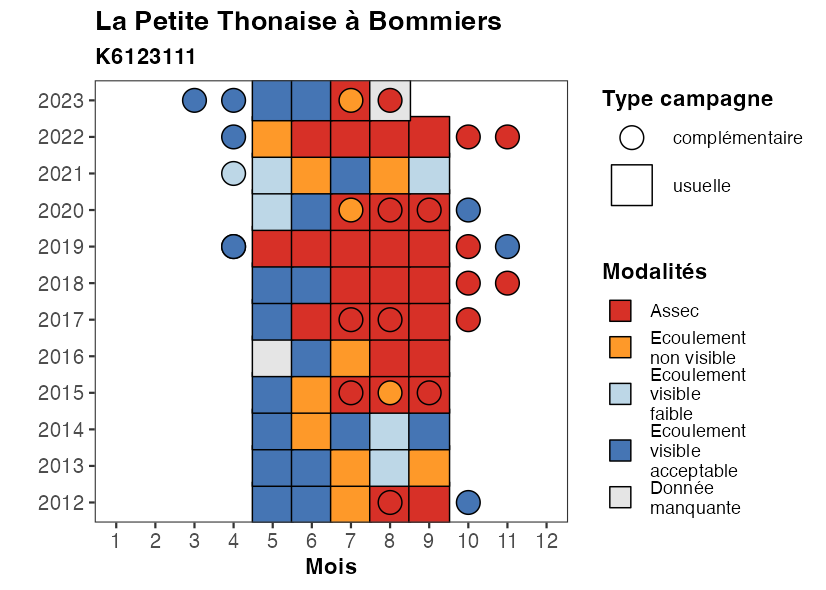 La Petite Thonaise à Bommiers
K6123111
2023
2022
2021
2020
2019
2018
2017
2016
2015
2014
2013
2012
1 2 3 4 5 6 7 8 9 10 11 12
Mois
Type campagne
complémentaire
usuelle
Modalités
Assec
Ecoulement
non visible
Ecoulement
visible
faible
Ecoulement
visible
acceptable
Donnée
manquante